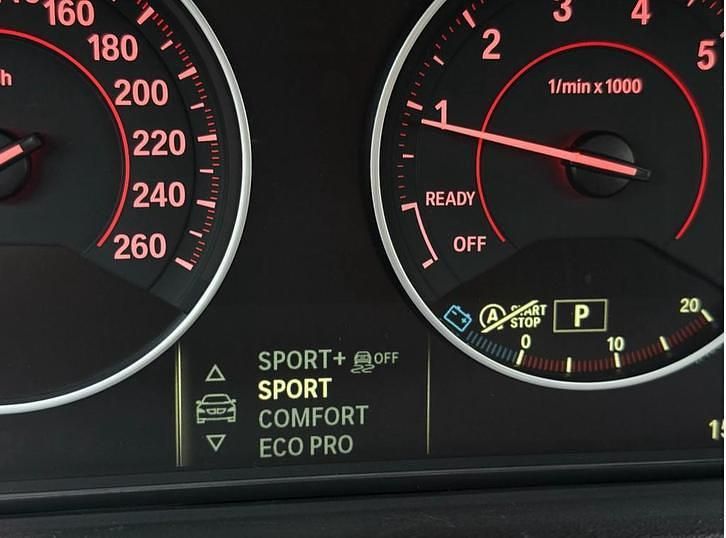 160
180
200
220
240
260
h
1
2
3
4
5
1/min x 1000
READY
OFF
A START
STOP
P
0
10
20
SPORT+ OFF
SPORT
COMFORT
ECO PRO
15